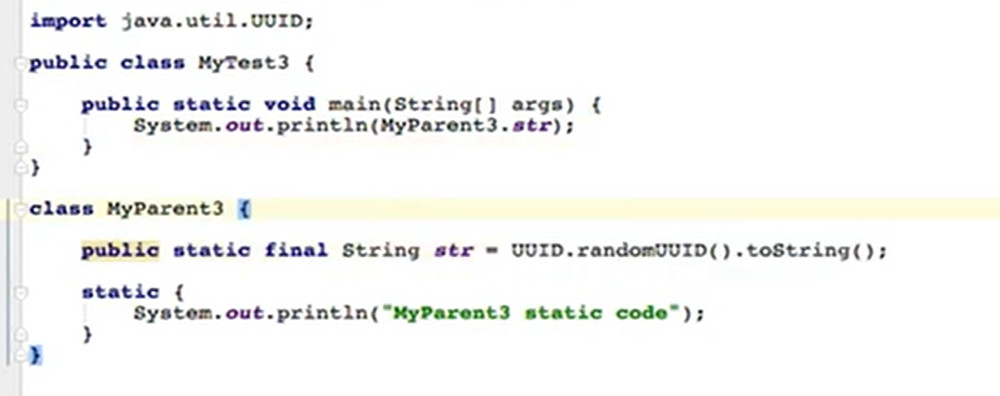 import java.util.UUID;
public class MyTest3 {
public static void main(String[] args) {
System.out.println(MyParent3.str);
}
}
class MyParent3 {
public static final String str = UUID.randomUUID().toString();
static {
System.out.println("MyParent3 static code");
}
}